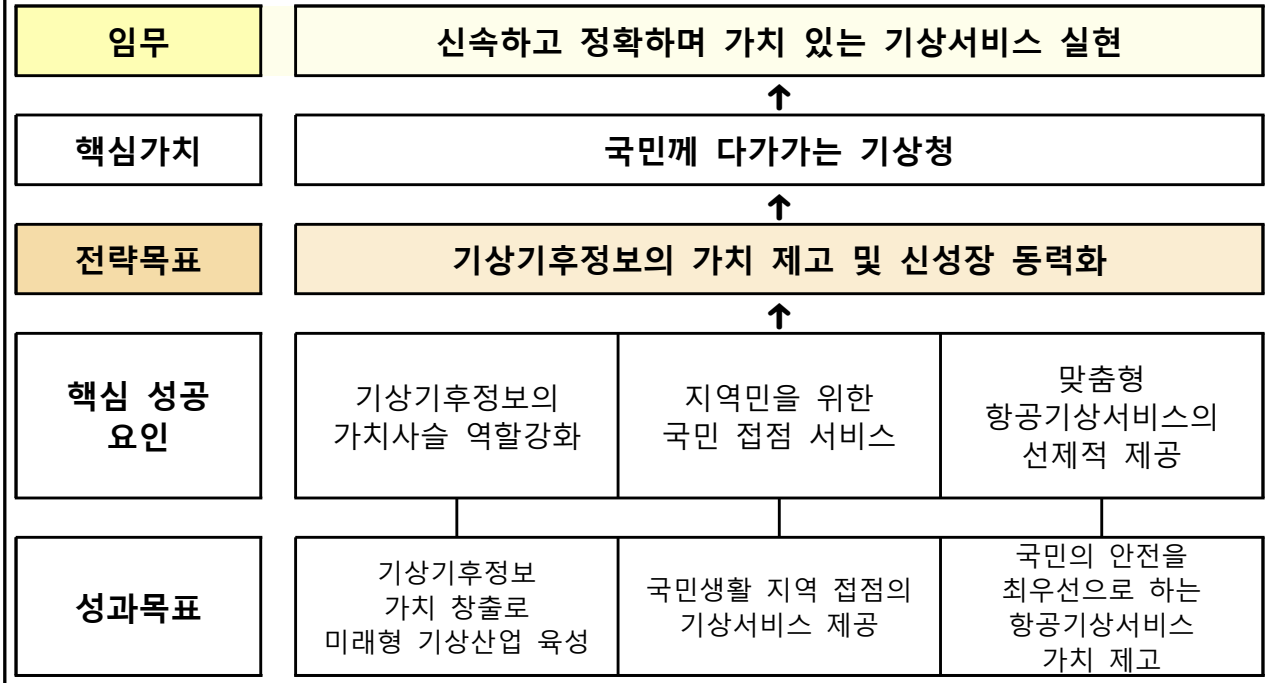 임무
신속하고 정확하며 가치 있는 기상서비스 실현
↑
핵심가치
국민께 다가가는 기상청
↑
전략목표
기상기후정보의 가치 제고 및 신성장 동력화
↑
핵심 성공
요인
기상기후정보의
가치사슬 역할강화
지역민을 위한
국민 접점 서비스
맞춤형
항공기상서비스의
선제적 제공
성과목표
기상기후정보
가치 창출로
미래형 기상산업 육성
국민생활 지역 접점의
기상서비스 제공
국민의 안전을
최우선으로 하는
항공기상서비스
가치 제고